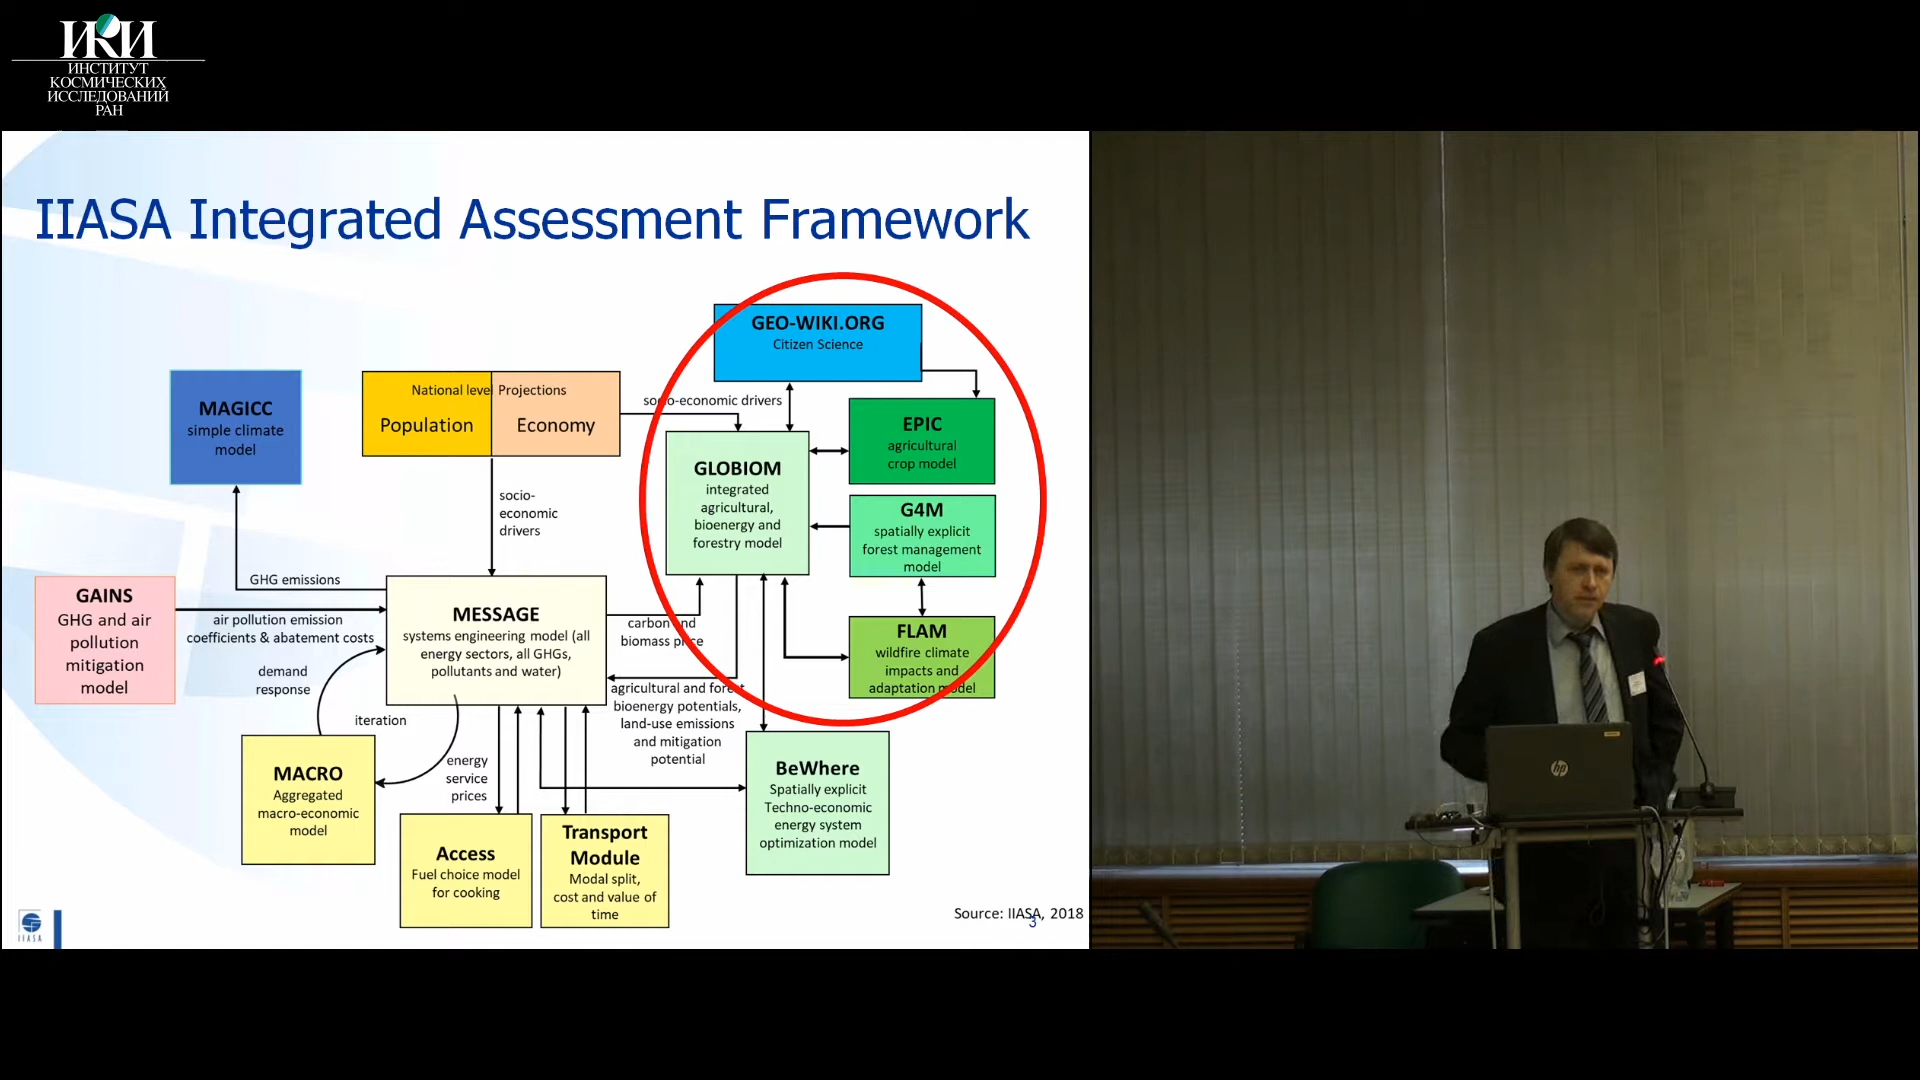 ИКИ
ИНСТИТУТ
КОСМИЧЕСКИХ
ИССЛЕДОВАНИЙ
РАН
IIASA Integrated Assessment Framework
GEO-WIKI.ORG
Citizen Science
MAGICC
simple climate
model
National level Projections
Population
Economy
socio-economic drivers
EPIC
agricultural
crop model
GLOBIOM
integrated
agricultural,
bioenergy and
forestry model
G4M
spatially explicit
forest management
model
socio-
economic
drivers
GHG emissions
GAINS
GHG and air
pollution
mitigation
model
air pollution emission
coefficients & abatement costs
MESSAGE
systems engineering model (all
energy sectors, all GHGs,
pollutants and water)
carbon and
biomass price
FLAM
wildfire climate
impacts and
adaptation model
demand
response
iteration
agricultural and forest
bioenergy potentials,
land-use emissions
and mitigation
potential
MACRO
Aggregated
macro-economic
model
energy
service
prices
BeWhere
Spatially explicit
Techno-economic
energy system
optimization model
Access
Fuel choice model
for cooking
Transport
Module
Modal split,
cost and value of
time
Source: IIASA, 2018
3
IIASA
hp